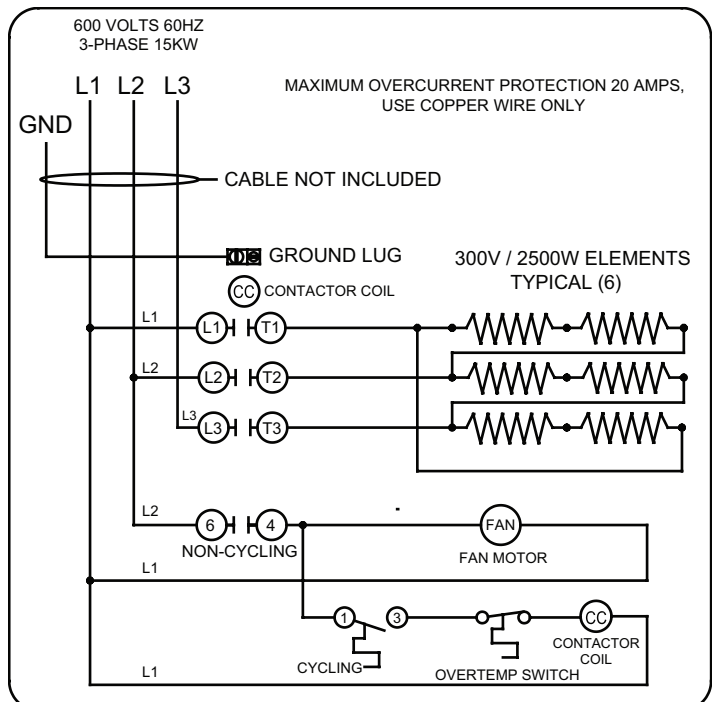 600 VOLTS 60HZ
3-PHASE 15KW
L1 L2 L3
MAXIMUM OVERCURRENT PROTECTION 20 AMPS,
USE COPPER WIRE ONLY
GND
CABLE NOT INCLUDED
GROUND LUG
300V / 2500W ELEMENTS
TYPICAL (6)
CC CONTACTOR COIL
L1 L1 T1
L2 L2 T2
L3 L3 T3
L2 6 4 FAN
NON-CYCLING
FAN MOTOR
L1
1 3 CC
CONTACTOR
COIL
CYCLING
OVERTEMP SWITCH
L1